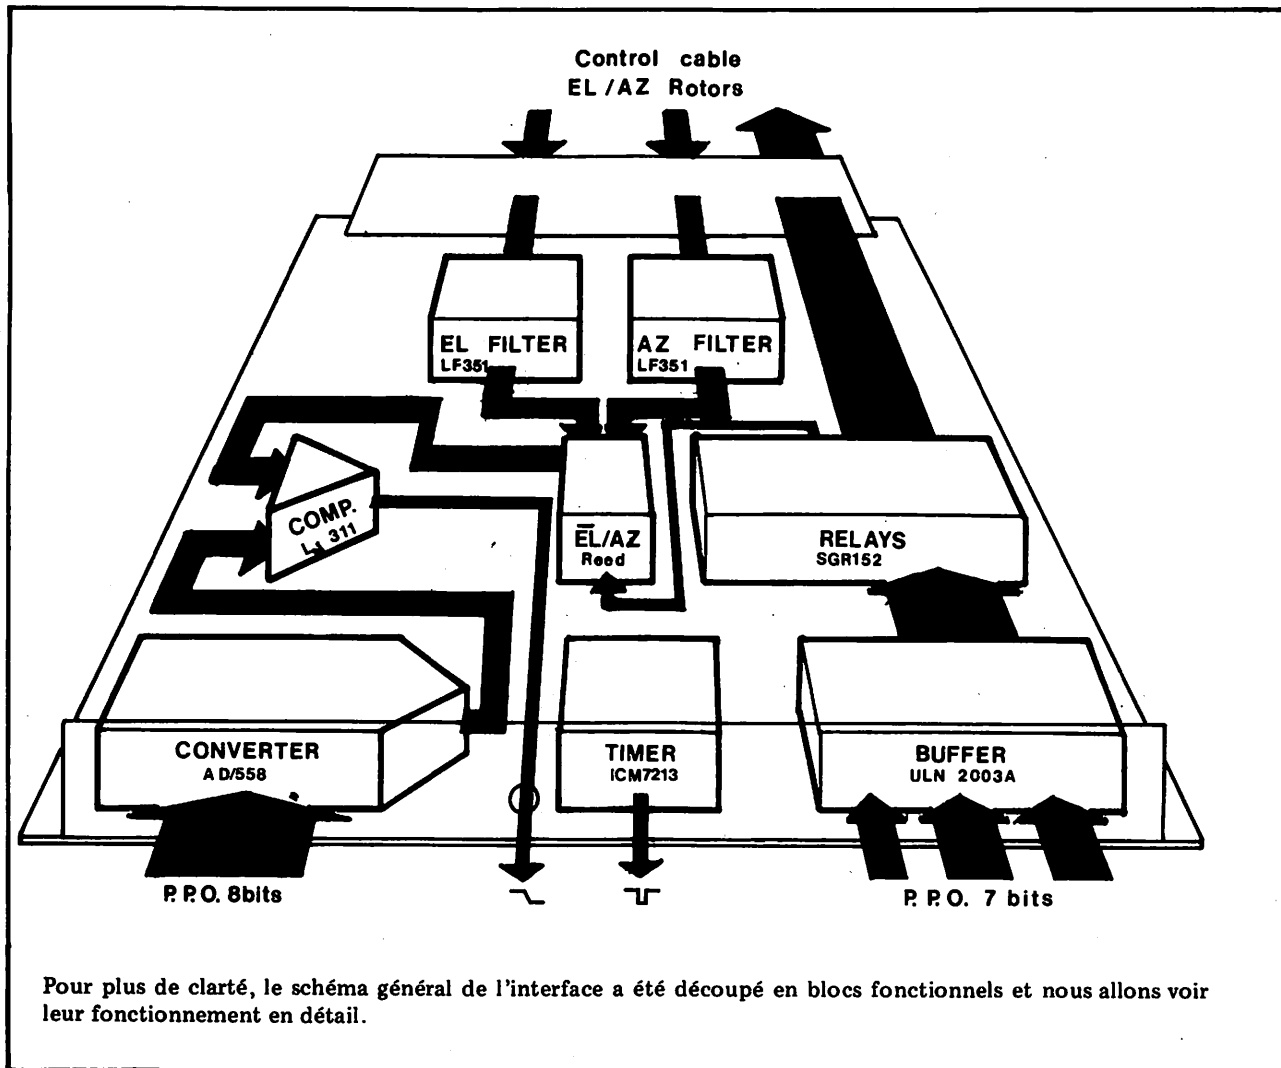 Control cable
EL /AZ Rotors
EL FILTER
LF351
AZ FILTER
LF351
COMP.
311
E̅L/AZ
Reed
RELAYS
SGR152
CONVERTER
AD/558
TIMER
ICM7213
BUFFER
ULN 2003A
P.P.O. 8bits
P.P.O. 7 bits
Pour plus de clarté, le schéma général de l'interface a été découpé en blocs fonctionnels et nous allons voir
leur fonctionnement en détail.